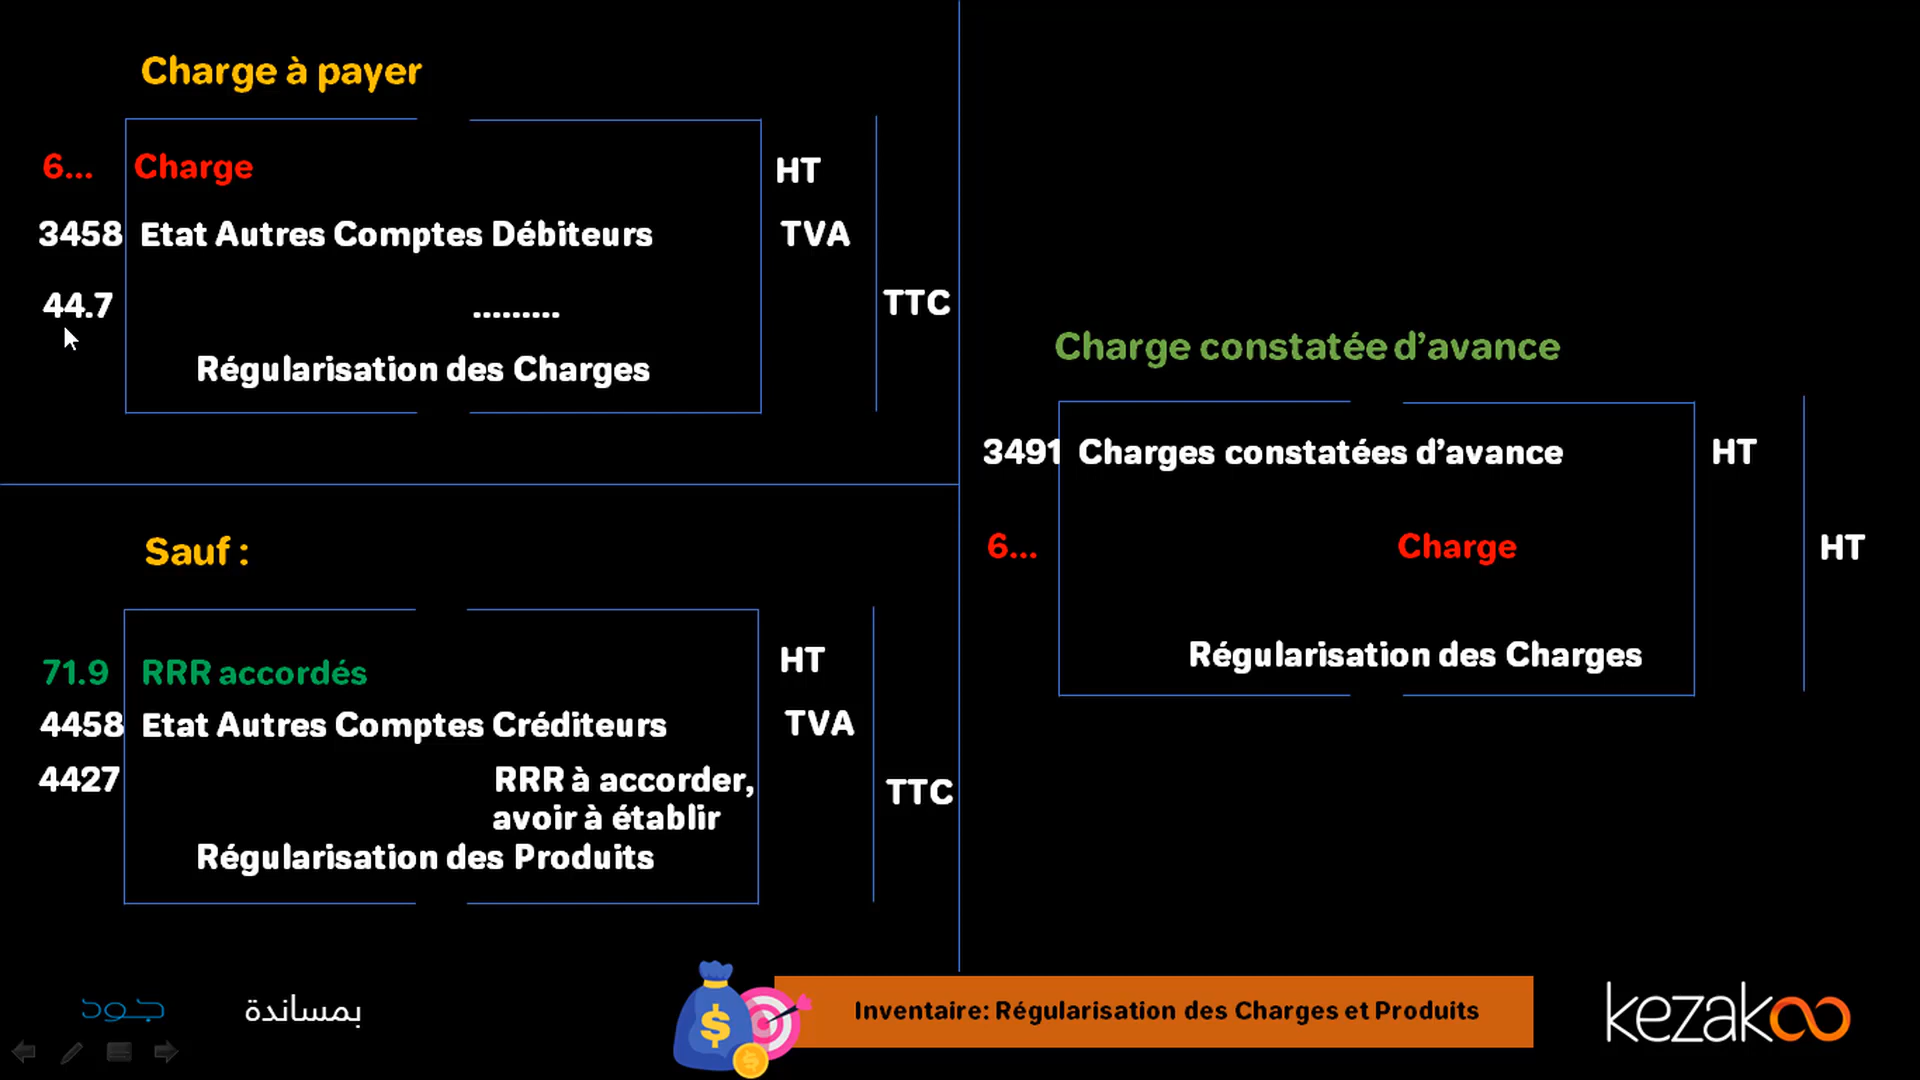 Charge à payer
6... Charge HT
3458 Etat Autres Comptes Débiteurs TVA
44.7 ......... TTC
Régularisation des Charges
Sauf :
71.9 RRR accordés HT
4458 Etat Autres Comptes Créditeurs TVA
4427 RRR à accorder,
avoir à établir TTC
Régularisation des Produits
Charge constatée d’avance
3491 Charges constatées d’avance HT
6... Charge HT
Régularisation des Charges
جود بمساندة
Inventaire: Régularisation des Charges et Produits
kezakoo